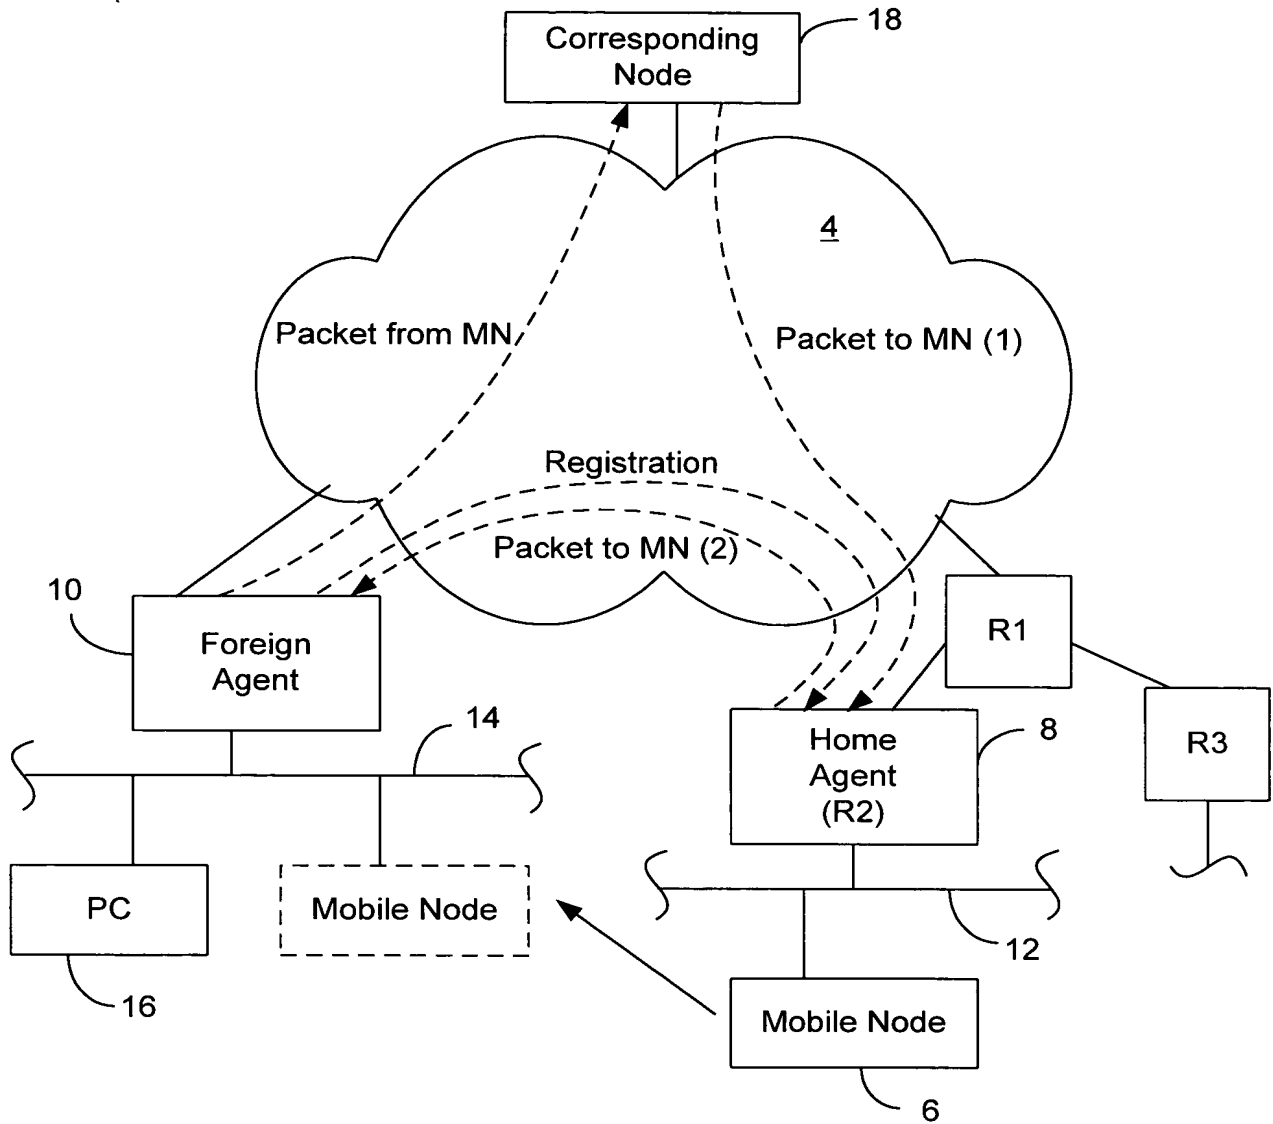 18
Corresponding
Node
4
Packet from MN
Packet to MN (1)
Registration
Packet to MN (2)
10
Foreign
Agent
R1
R3
14
8
Home
Agent
(R2)
PC
Mobile Node
12
16
Mobile Node
6